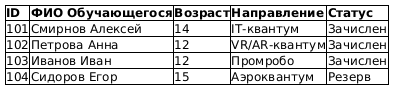 ID ФИО Обучающегося Возраст Направление Статус
101 Смирнов Алексей 14 IT-квантум Зачислен
102 Петрова Анна 12 VR/AR-квантум Зачислен
103 Иванов Иван 12 Промробо Зачислен
104 Сидоров Егор 15 Аэроквантум Резерв